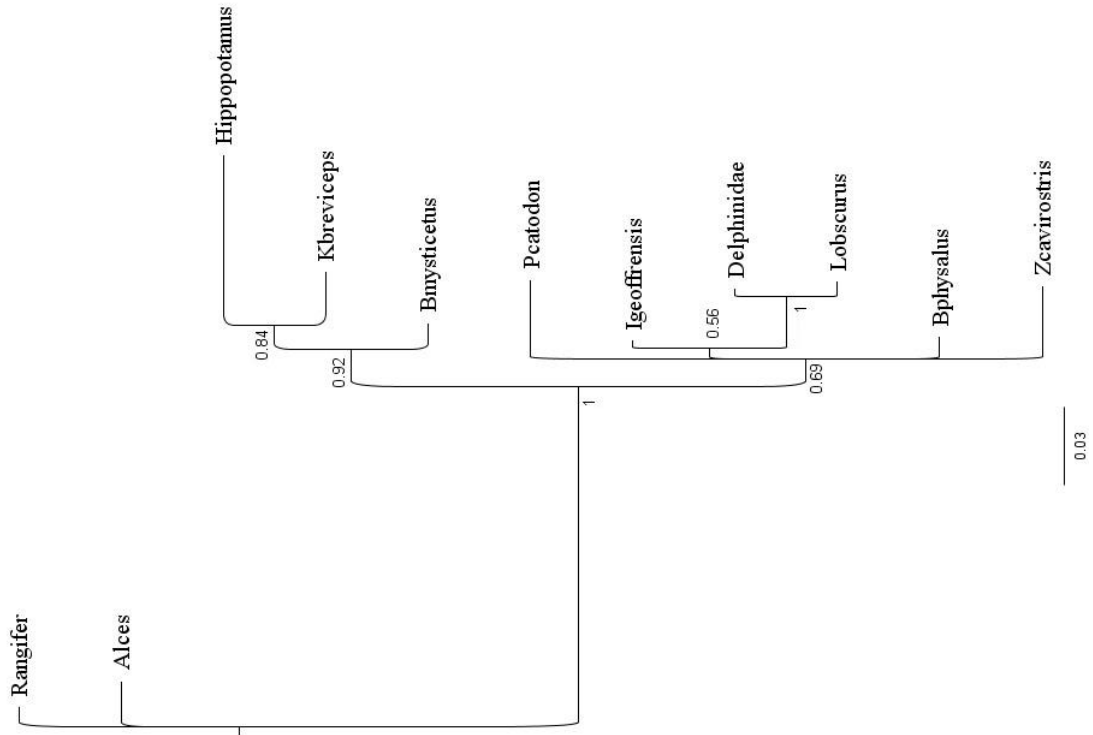 Rangifer
Alces
Hippopotamus
Kbreviceps
Bmysticetus
Pcatodon
Igeoffrensis
Delphinidae
Lobscurus
Bphysalus
Zcavirostris
0.84
0.92
0.56
1
0.69
1
0.03